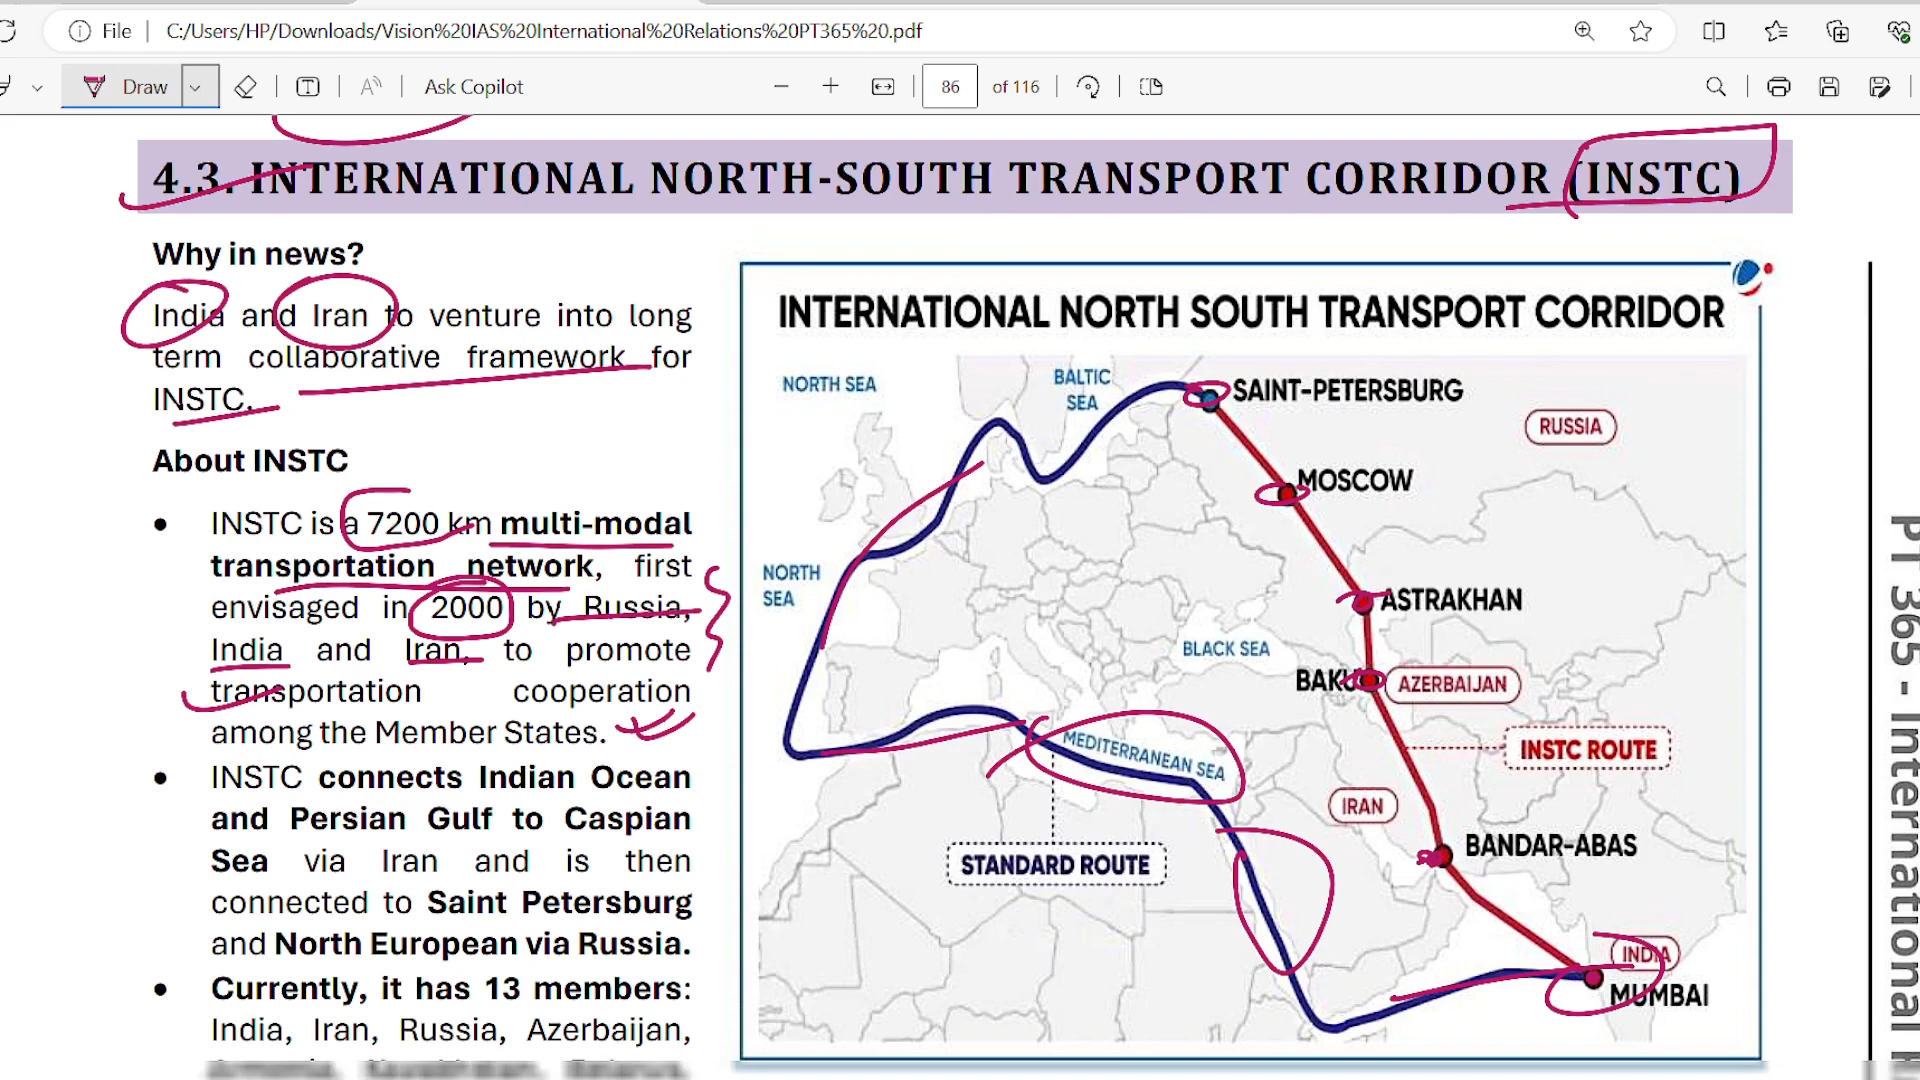 File
C:/Users/HP/Downloads/Vision%20IAS%20International%20Relations%20PT365%20.pdf
Draw
Ask Copilot
86
of 116
4.3. INTERNATIONAL NORTH-SOUTH TRANSPORT CORRIDOR (INSTC)
Why in news?
India and Iran to venture into long
term collaborative framework for
INSTC.
About INSTC
• INSTC is a 7200 km multi-modal
transportation network, first
envisaged in 2000 by Russia,
India and Iran, to promote
transportation cooperation
among the Member States.
• INSTC connects Indian Ocean
and Persian Gulf to Caspian
Sea via Iran and is then
connected to Saint Petersburg
and North European via Russia.
• Currently, it has 13 members:
India, Iran, Russia, Azerbaijan,
INTERNATIONAL NORTH SOUTH TRANSPORT CORRIDOR
NORTH SEA
BALTIC
SEA
SAINT-PETERSBURG
RUSSIA
MOSCOW
NORTH
SEA
ASTRAKHAN
BLACK SEA
BAKU
AZERBAIJAN
MEDITERRANEAN SEA
INSTC ROUTE
IRAN
STANDARD ROUTE
BANDAR-ABAS
INDIA
MUMBAI
PT 365 - International